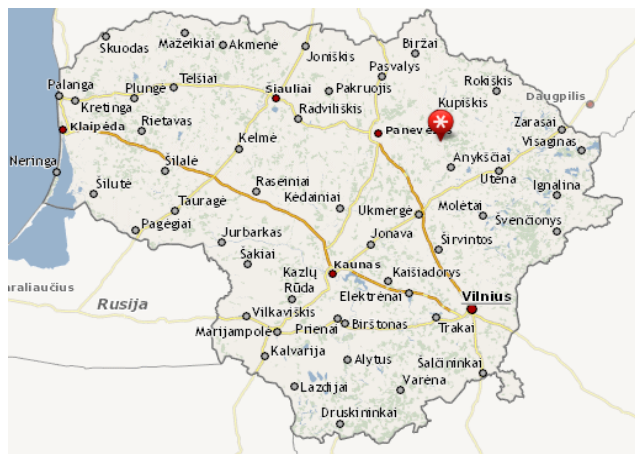 Skuodas
Mažeikiai
Akmenė
Joniškis
Biržai
Pasvalys
Rokiškis
Palanga
Plungė
Telšiai
Šiauliai
Pakruojis
Kupiškis
Daugpilis
Kretinga
Radviliškis
Klaipėda
Rietavas
Zarasai
Kelmė
Visaginas
Neringa
Šilalė
Anykščiai
Utena
Šilutė
Raseiniai
Ignalina
Kėdainiai
Tauragė
Ukmergė
Molėtai
Pagėgiai
Švenčionys
Jurbarkas
Jonava
Širvintos
Šakiai
Kaunas
Kazlų
Rūda
Kaišiadorys
araliaučius
Rusija
Elektrėnai
Vilnius
Vilkaviškis
Marijampolė
Prienai
Birštonas
Trakai
Kalvarija
Alytus
Šalčininkai
Lazdijai
Varėna
Druskininkai